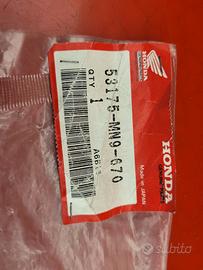 53175-MN9-670
QTY 1
HONDA
HONDA
Made in JAPAN
subito